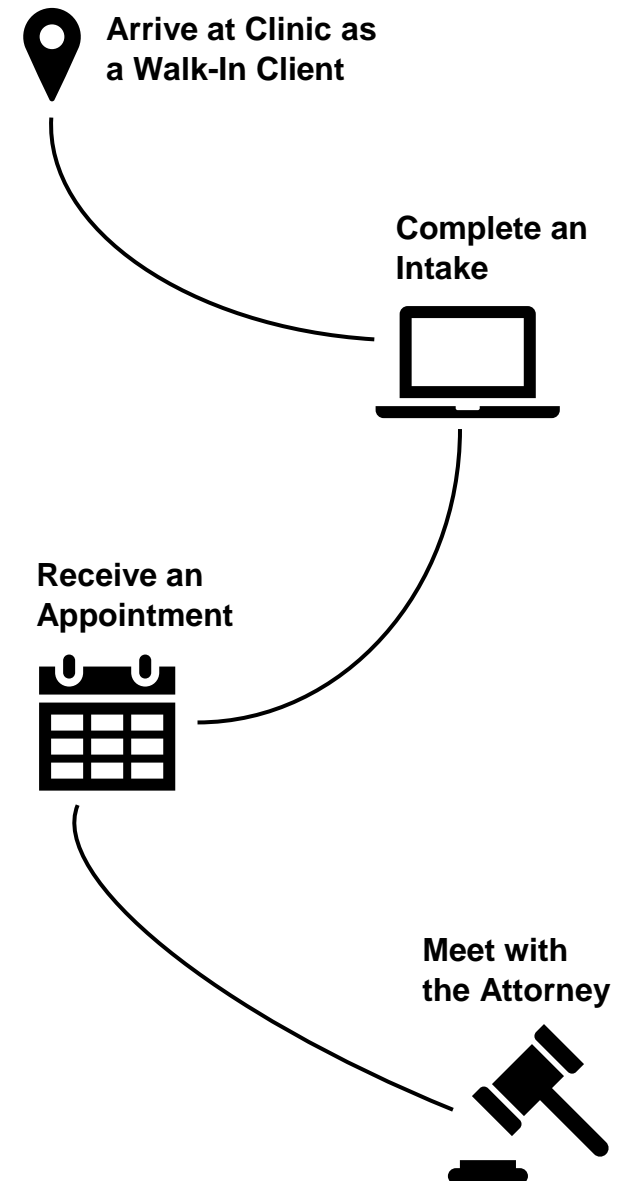 Arrive at Clinic as
a Walk-In Client
Complete an
Intake
Receive an
Appointment
Meet with
the Attorney